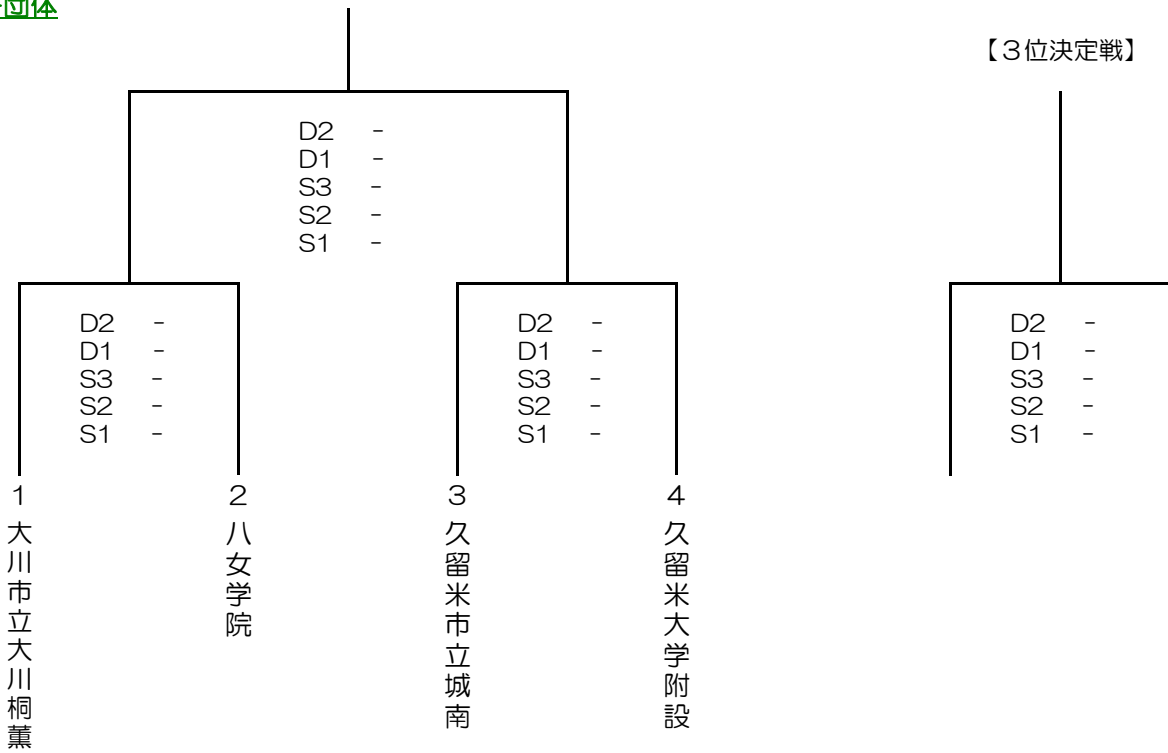 団体
【３位決定戦】
D2 -
D1 -
S3 -
S2 -
S1 -
D2 -
D1 -
S3 -
S2 -
S1 -
D2 -
D1 -
S3 -
S2 -
S1 -
D2 -
D1 -
S3 -
S2 -
S1 -
1
大川市立大川桐薫
2
八女学院
3
久留米市立城南
4
久留米大学附設